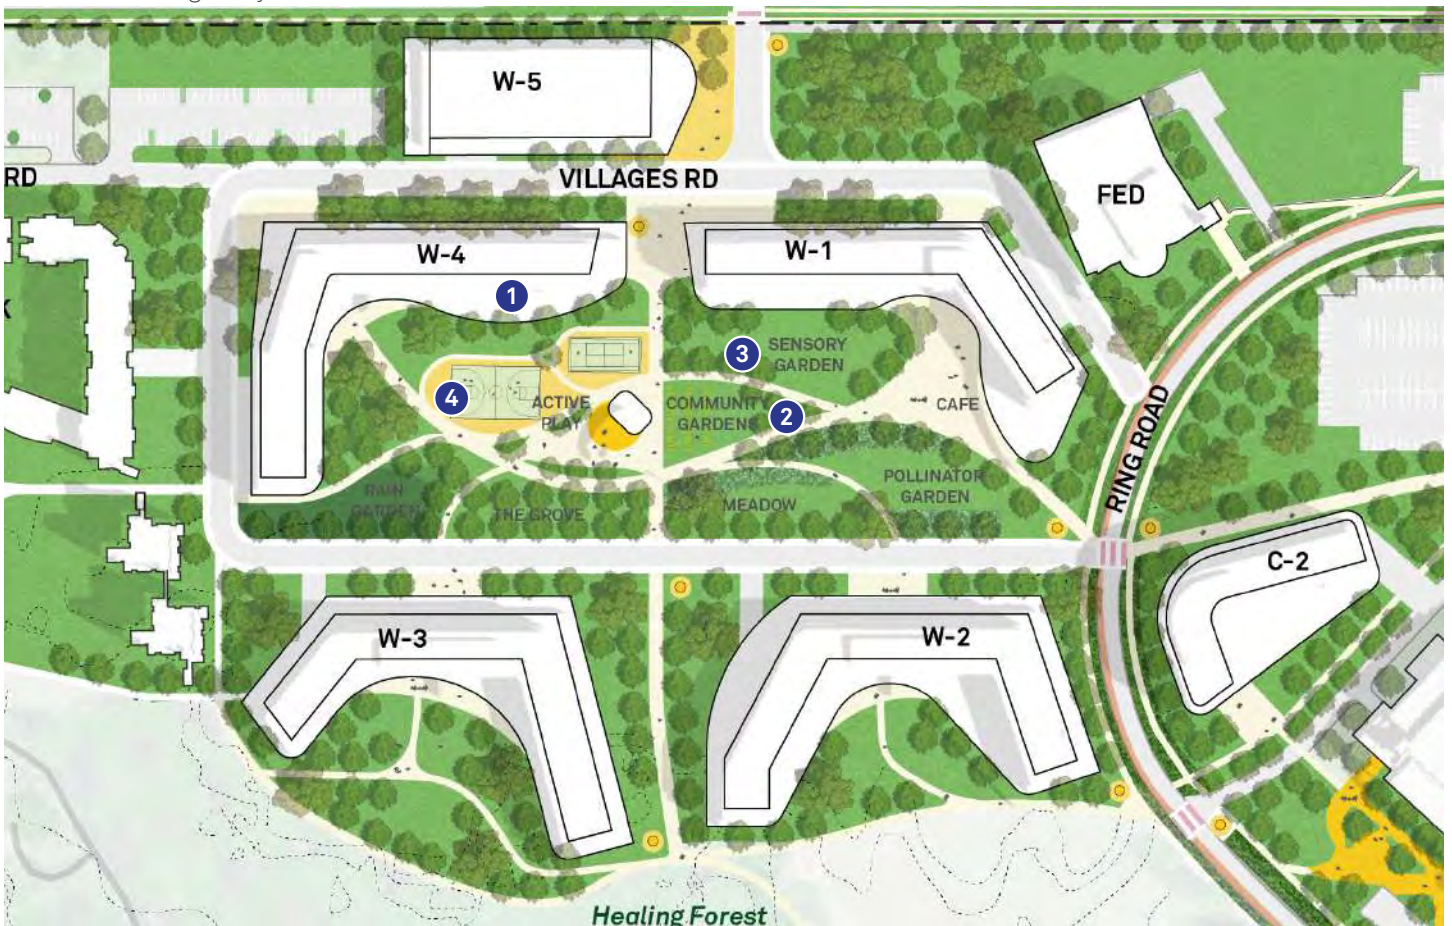 W-5
RD
VILLAGES RD
FED
W-4
W-1
1
3
SENSORY
GARDEN
4
ACTIVE
PLAY
COMMUNITY
GARDENS
2
CAFE
RING ROAD
RAIN
GARDEN
THE GROVE
MEADOW
POLLINATOR
GARDEN
C-2
W-3
W-2
Healing Forest